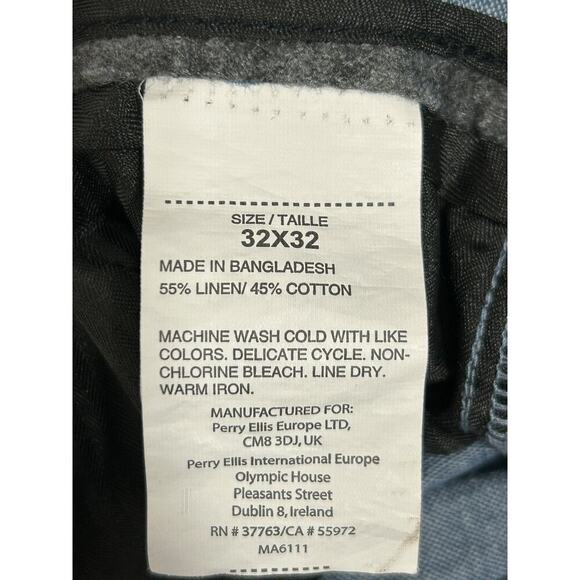 SIZE / TAILLE
32X32
MADE IN BANGLADESH
55% LINEN/ 45% COTTON
MACHINE WASH COLD WITH LIKE
COLORS. DELICATE CYCLE. NON-
CHLORINE BLEACH. LINE DRY.
WARM IRON.
MANUFACTURED FOR:
Perry Ellis Europe LTD,
CM8 3DJ, UK
Perry Ellis International Europe
Olympic House
Pleasants Street
Dublin 8, Ireland
RN # 37763/CA # 55972
MA6111